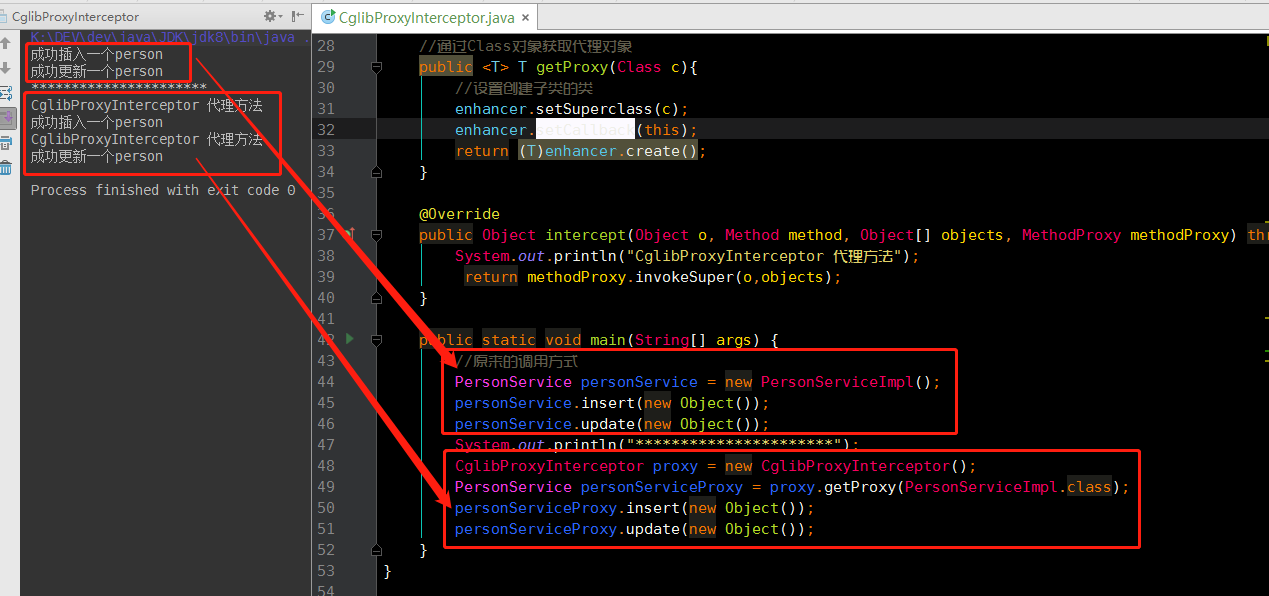 CglibProxyInterceptor
K:\DEV\dev\java\JDK\jdk8\bin\java .
成功插入一个person
成功更新一个person
**********************
CglibProxyInterceptor 代理方法
成功插入一个person
CglibProxyInterceptor 代理方法
成功更新一个person
Process finished with exit code 0
CglibProxyInterceptor.java ×
28 //通过Class对象获取代理对象
29 public <T> T getProxy(Class c){
30 //设置创建子类的类
31 enhancer.setSuperclass(c);
32 enhancer.setCallback(this);
33 return (T)enhancer.create();
34 }
35
36 @Override
37 public Object intercept(Object o, Method method, Object[] objects, MethodProxy methodProxy) thr
38 System.out.println("CglibProxyInterceptor 代理方法");
39 return methodProxy.invokeSuper(o,objects);
40 }
41
42 public static void main(String[] args) {
43 //原来的调用方式
44 PersonService personService = new PersonServiceImpl();
45 personService.insert(new Object());
46 personService.update(new Object());
47 System.out.println("**********************");
48 CglibProxyInterceptor proxy = new CglibProxyInterceptor();
49 PersonService personServiceProxy = proxy.getProxy(PersonServiceImpl.class);
50 personServiceProxy.insert(new Object());
51 personServiceProxy.update(new Object());
52 }
53 }
54